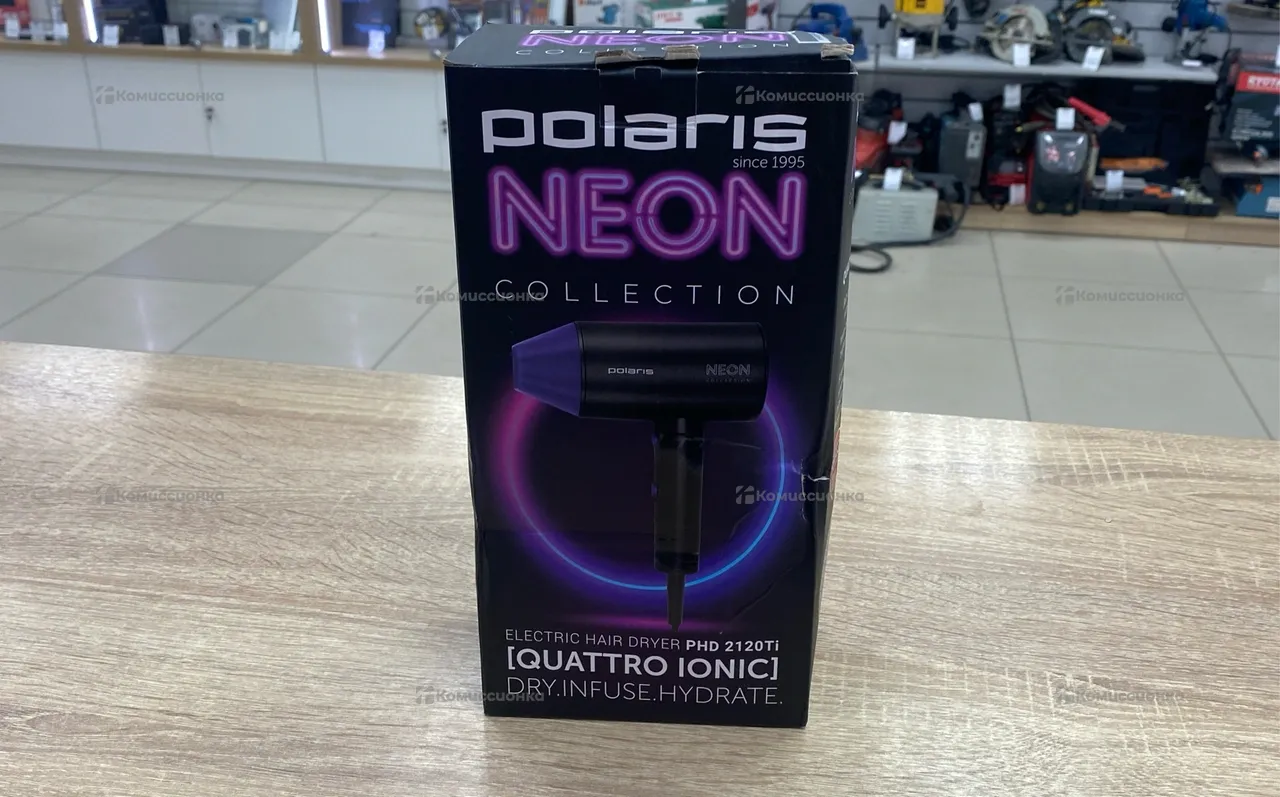 NEON
COLLECTION
polaris
since 1995
NEON
COLLECTION
polaris
NEON
COLLECTION
ELECTRIC HAIR DRYER PHD 2120Ti
[QUATTRO IONIC]
DRY.INFUSE.HYDRATE.
Комиссионка
Комиссионка
Комиссионка
Комиссионка
Комиссионка
Комиссионка
Комиссионка
Комиссионка